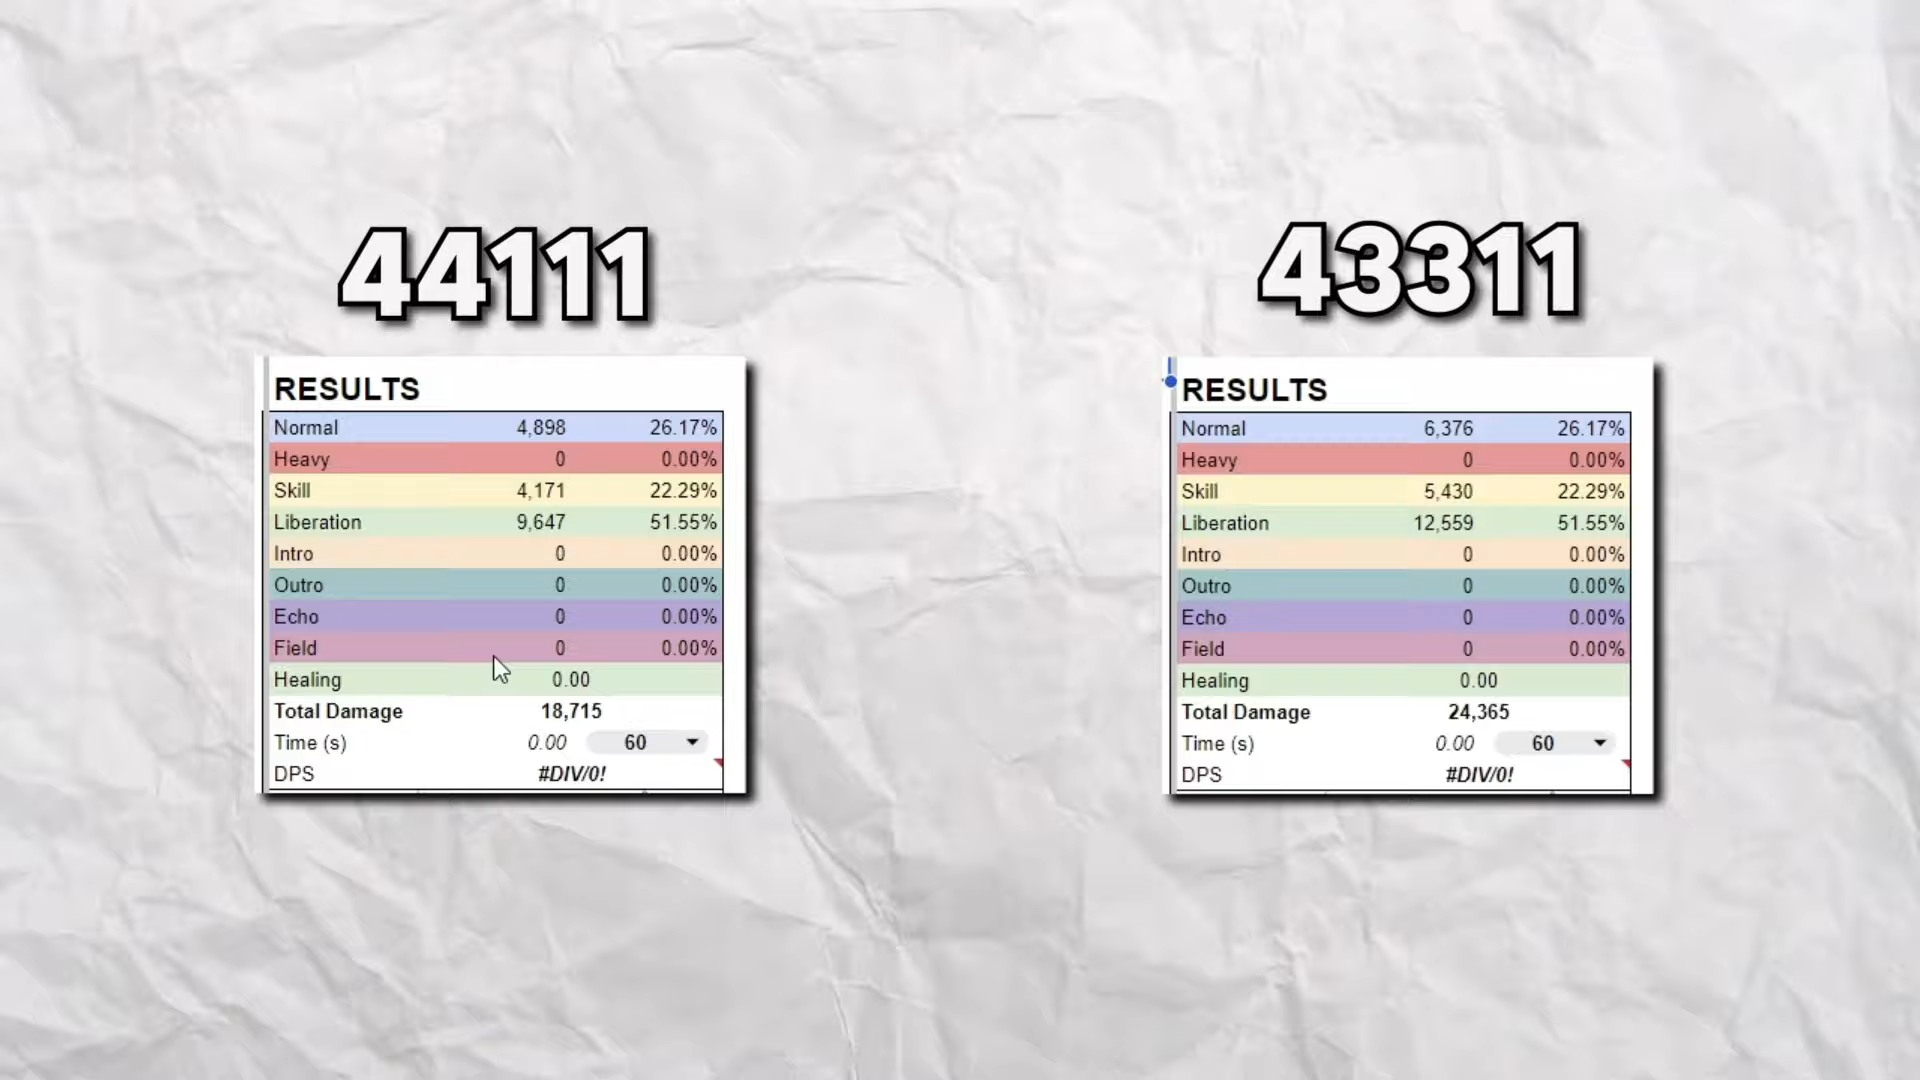 44111
RESULTS
Normal 4,898 26.17%
Heavy 0 0.00%
Skill 4,171 22.29%
Liberation 9,647 51.55%
Intro 0 0.00%
Outro 0 0.00%
Echo 0 0.00%
Field 0 0.00%
Healing 0.00
Total Damage 18,715
Time (s) 0.00 60
DPS #DIV/0!
43311
RESULTS
Normal 6,376 26.17%
Heavy 0 0.00%
Skill 5,430 22.29%
Liberation 12,559 51.55%
Intro 0 0.00%
Outro 0 0.00%
Echo 0 0.00%
Field 0 0.00%
Healing 0.00
Total Damage 24,365
Time (s) 0.00 60
DPS #DIV/0!